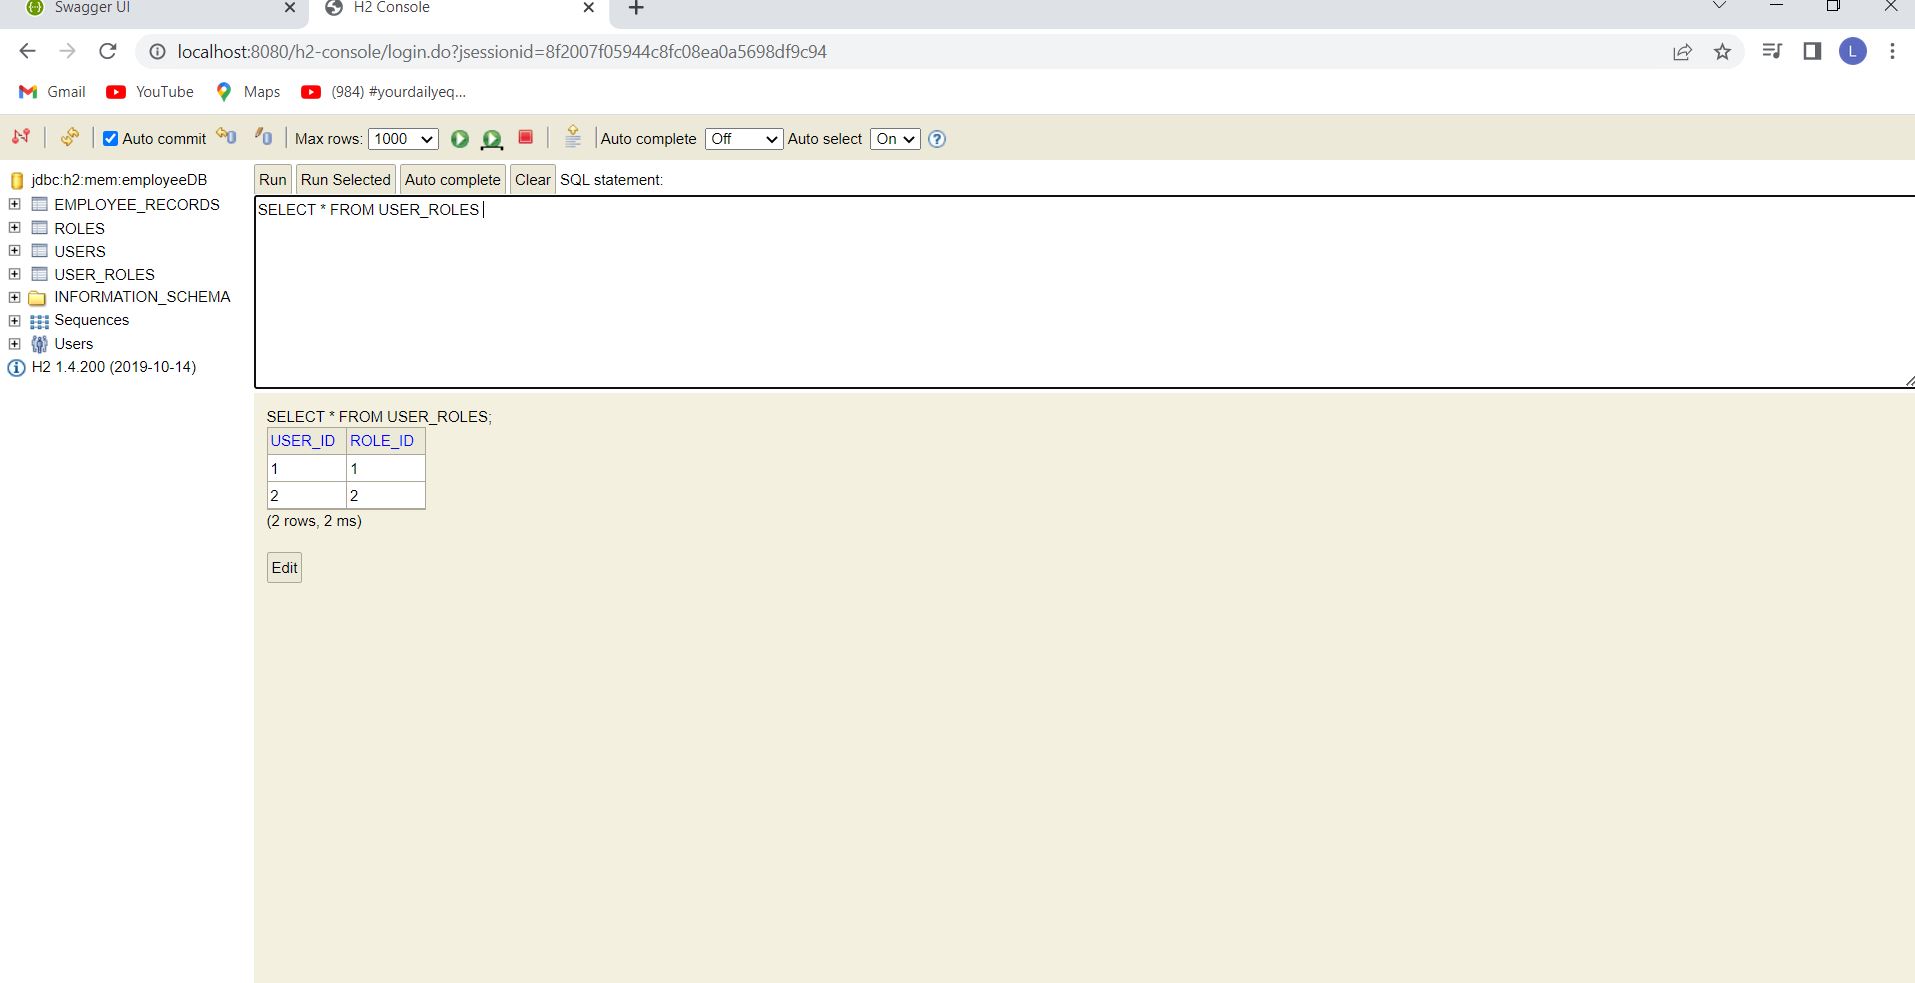 Swagger UI
H2 Console
localhost:8080/h2-console/login.do?jsessionid=8f2007f05944c8fc08ea0a5698df9c94
L
Gmail
YouTube
Maps
(984) #yourdailyeq...
Auto commit
Max rows: 1000
Auto complete Off
Auto select On
jdbc:h2:mem:employeeDB
EMPLOYEE_RECORDS
ROLES
USERS
USER_ROLES
INFORMATION_SCHEMA
Sequences
Users
H2 1.4.200 (2019-10-14)
Run Run Selected Auto complete Clear SQL statement:
SELECT * FROM USER_ROLES
SELECT * FROM USER_ROLES;
USER_ID ROLE_ID
1 1
2 2
(2 rows, 2 ms)
Edit